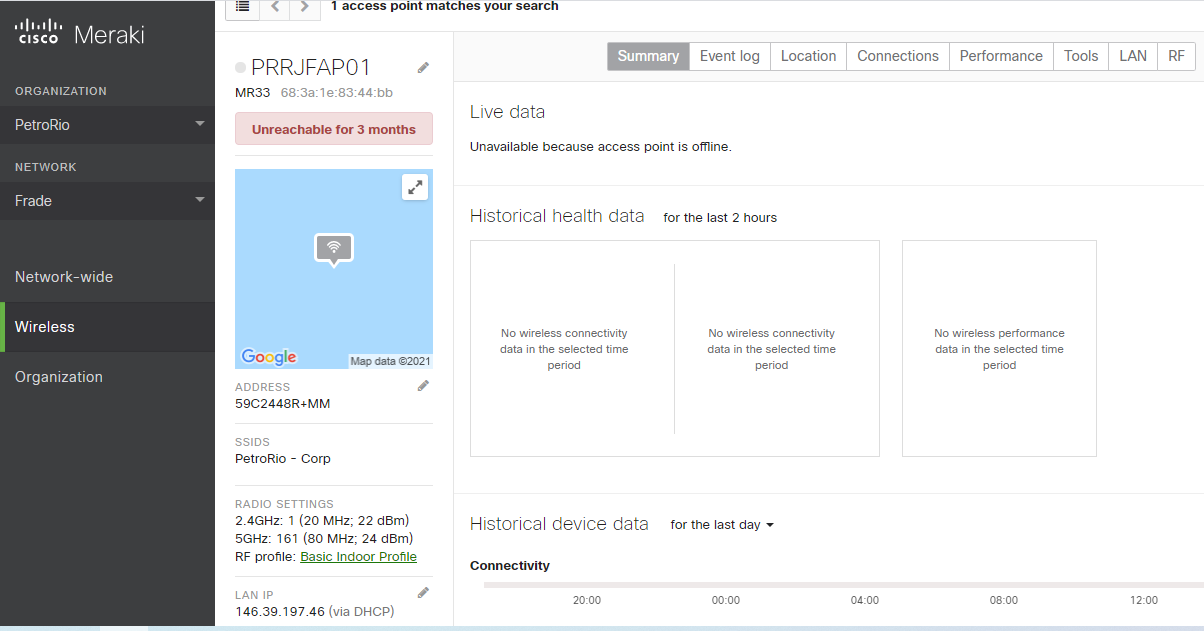 1 access point matches your search
cisco Meraki
ORGANIZATION
PetroRio
NETWORK
Frade
Network-wide
Wireless
Organization
PRRJFAP01
MR33 68:3a:1e:83:44:bb
Unreachable for 3 months
Google
Map data ©2021
ADDRESS
59C2448R+MM
SSIDS
PetroRio - Corp
RADIO SETTINGS
2.4GHz: 1 (20 MHz; 22 dBm)
5GHz: 161 (80 MHz; 24 dBm)
RF profile: Basic Indoor Profile
LAN IP
146.39.197.46 (via DHCP)
Summary Event log Location Connections Performance Tools LAN RF
Live data
Unavailable because access point is offline.
Historical health data for the last 2 hours
No wireless connectivity
data in the selected time
period
No wireless connectivity
data in the selected time
period
No wireless performance
data in the selected time
period
Historical device data for the last day
Connectivity
20:00 00:00 04:00 08:00 12:00